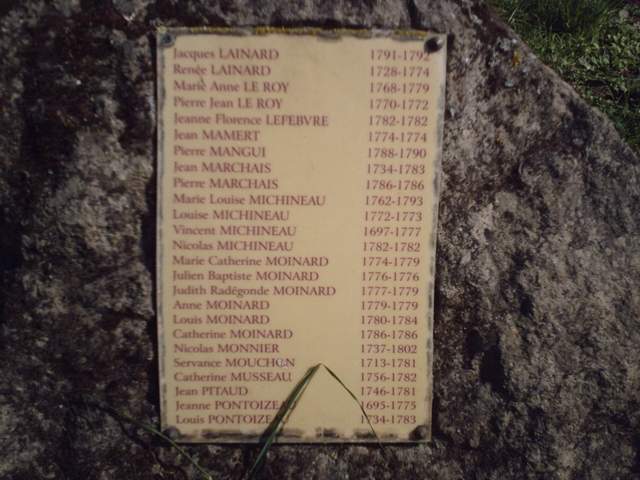 Jacques LAINARD 1791-1792
Renée LAINARD 1728-1774
Marie Anne LE ROY 1768-1779
Pierre Jean LE ROY 1770-1772
Jeanne Florence LEFEBVRE 1782-1782
Jean MAMERT 1774-1774
Pierre MANGUI 1788-1790
Jean MARCHAIS 1734-1783
Pierre MARCHAIS 1786-1786
Marie Louise MICHINEAU 1762-1793
Louise MICHINEAU 1772-1773
Vincent MICHINEAU 1697-1777
Nicolas MICHINEAU 1782-1782
Marie Catherine MOINARD 1774-1779
Julien Baptiste MOINARD 1776-1776
Judith Radégonde MOINARD 1777-1779
Anne MOINARD 1779-1779
Louis MOINARD 1780-1784
Catherine MOINARD 1786-1786
Nicolas MONNIER 1737-1802
Servance MOUCHON 1713-1781
Catherine MUSSEAU 1756-1782
Jean PITAUD 1746-1781
Jeanne PONTOIZEAU 1695-1775
Louis PONTOIZEAU 1734-1783